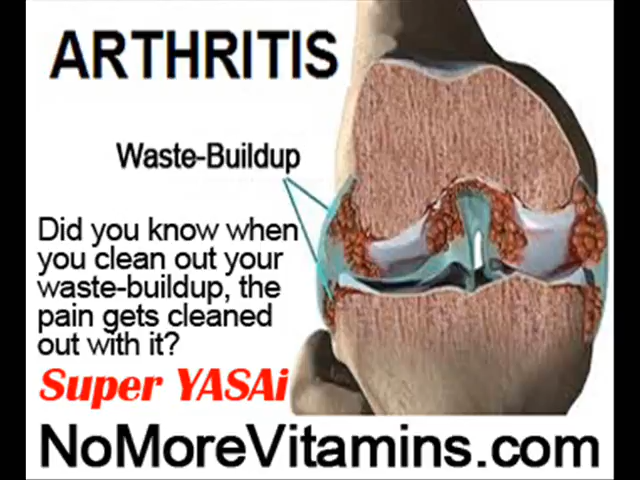 ARTHRITIS
Waste-Buildup
Did you know when
you clean out your
waste-buildup, the
pain gets cleaned
out with it?
Super YASAi
NoMoreVitamins.com